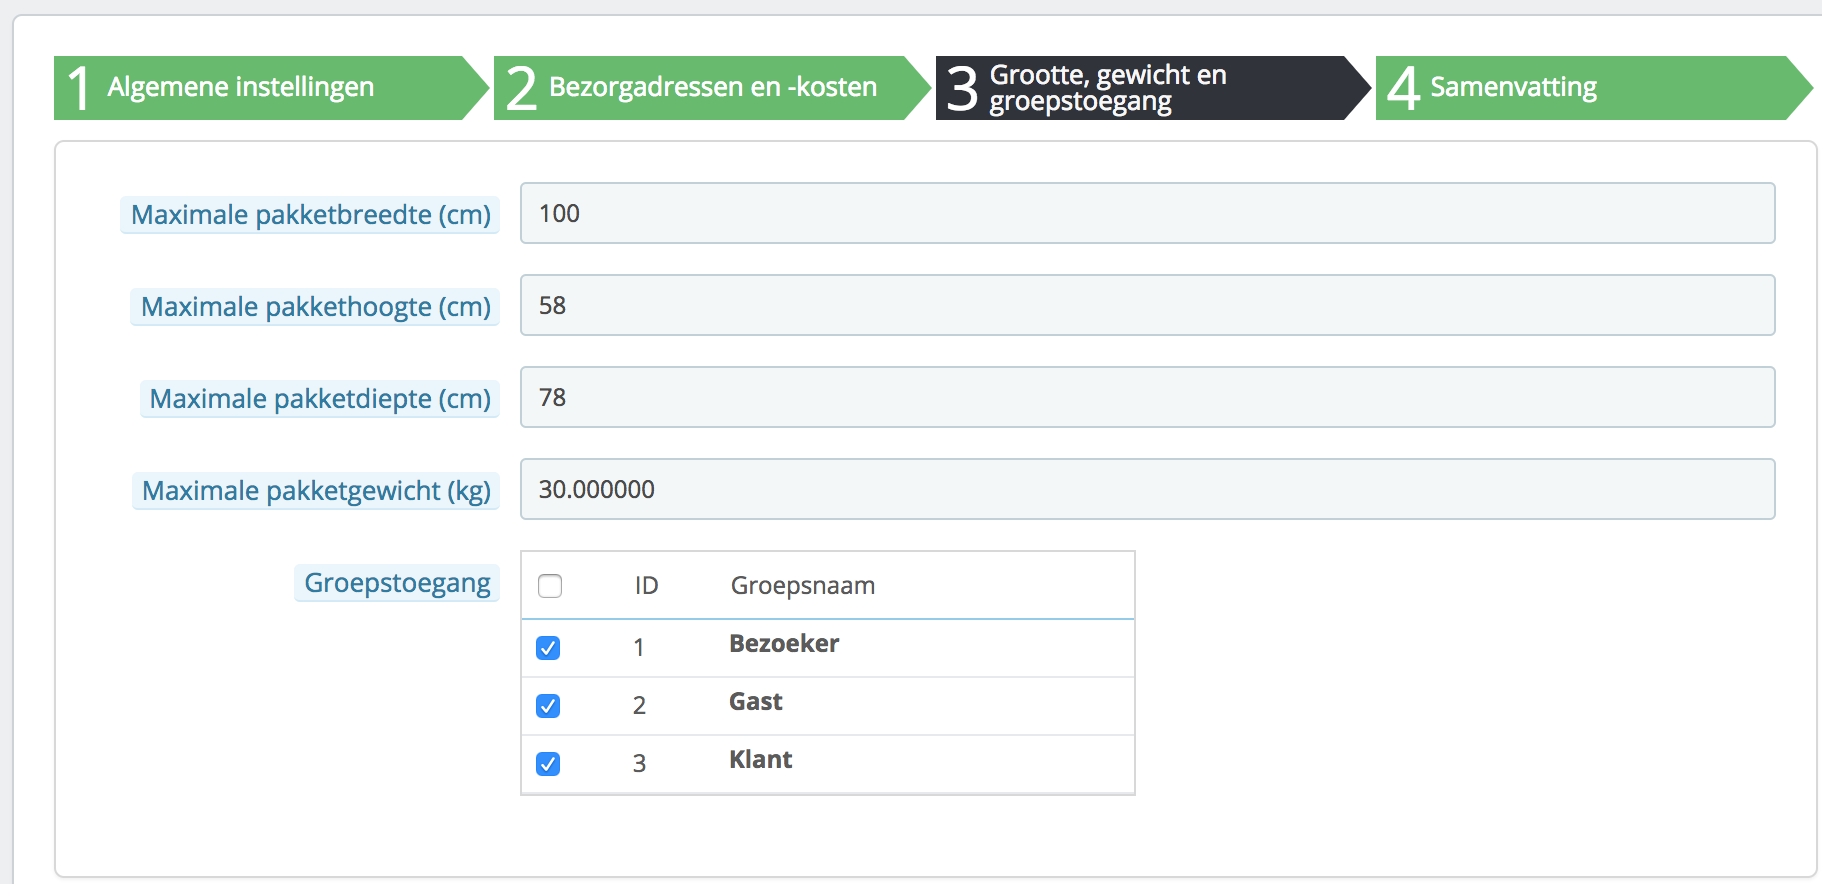 1 Algemene instellingen
2 Bezorgadressen en -kosten
3 Grootte, gewicht en
groepstoegang
4 Samenvatting
Maximale pakketbreedte (cm) 100
Maximale pakkethoogte (cm) 58
Maximale pakketdiepte (cm) 78
Maximale pakketgewicht (kg) 30.000000
Groepstoegang
ID Groepsnaam
1 Bezoeker
2 Gast
3 Klant